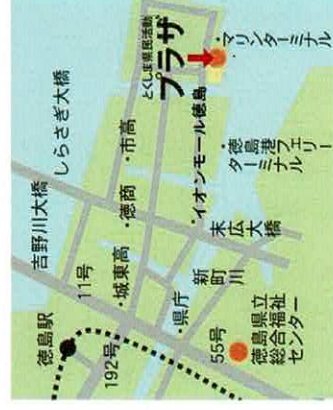 徳島駅
吉野川大橋
しらさぎ大橋
11号
192号
・城東高
・徳商
・市高
とくしま県民活動
プラザ
・県庁
新町川
末広大橋
・イオンモール徳島
・マリンターミナル
・徳島港フェリー
ターミナル
55号
徳島県立
総合福祉
センター